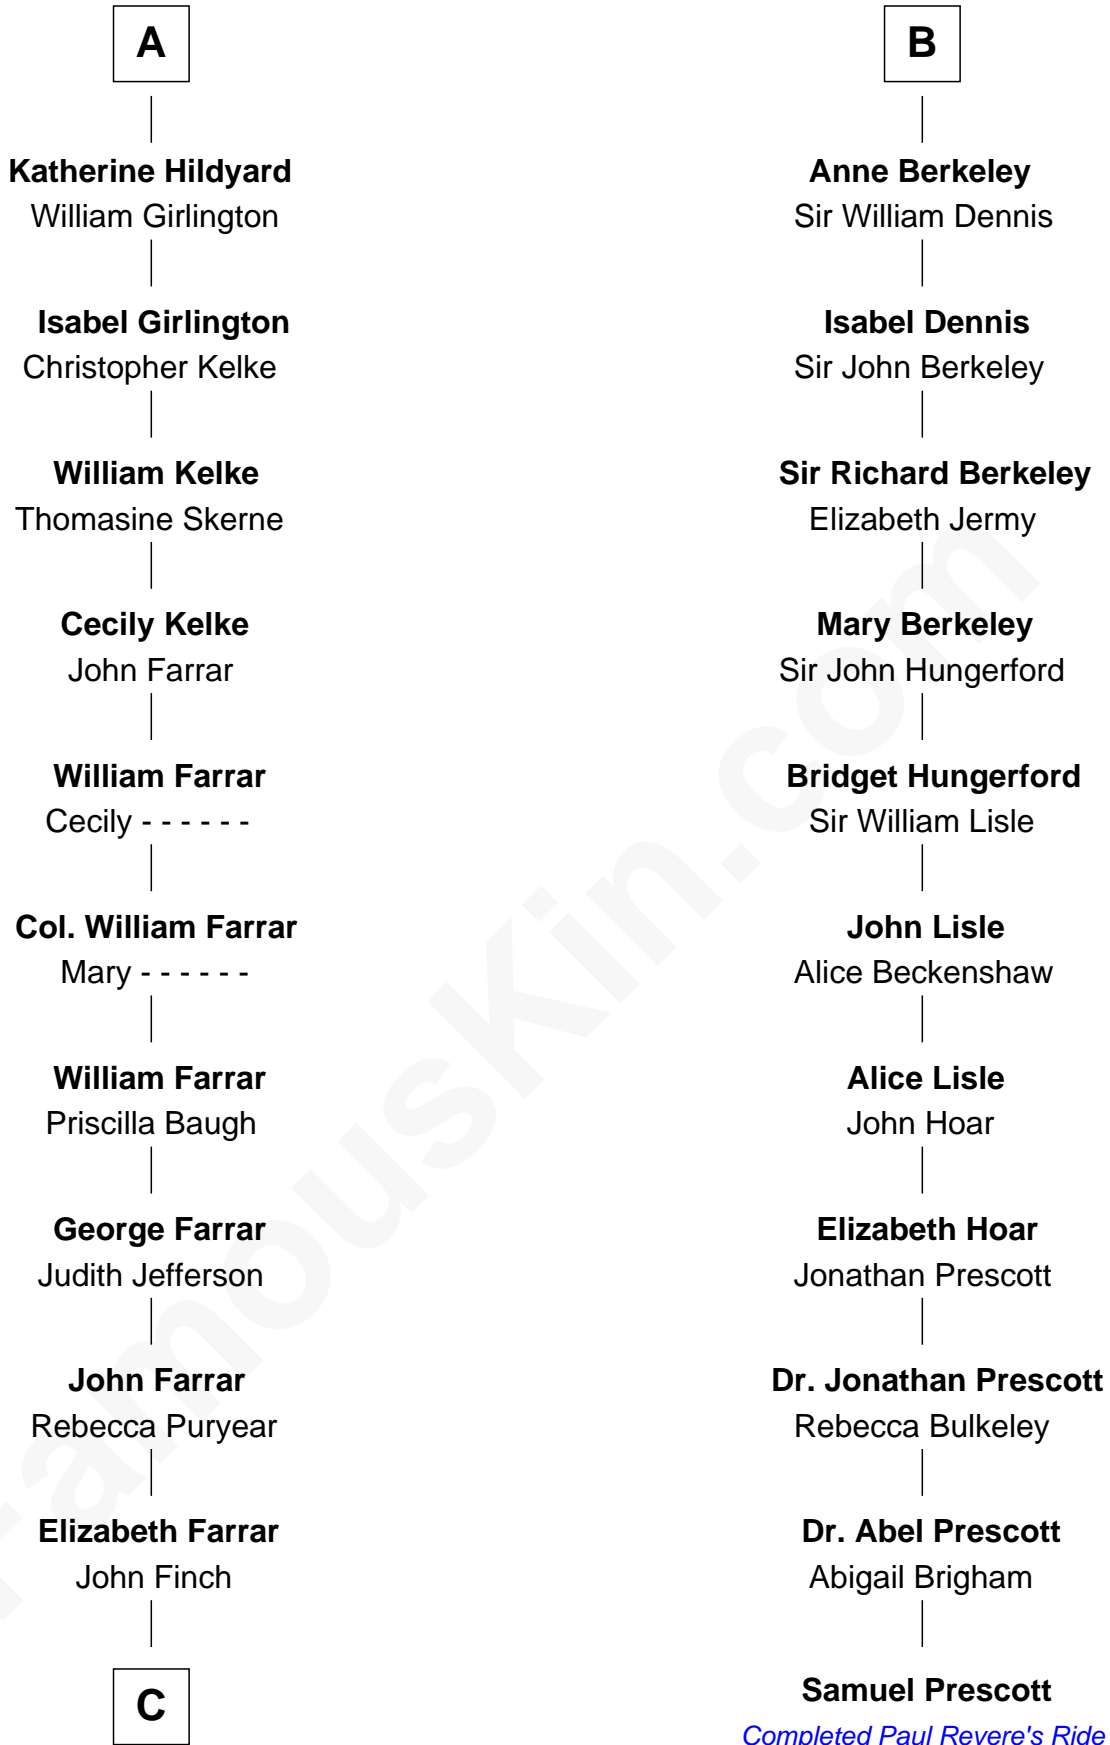 A
Katherine Hildyard
William Girlington
Isabel Girlington
Christopher Kelke
William Kelke
Thomasine Skerne
Cecily Kelke
John Farrar
William Farrar
Cecily - - - - - -
Col. William Farrar
Mary - - - - - -
William Farrar
Priscilla Baugh
George Farrar
Judith Jefferson
John Farrar
Rebecca Puryear
Elizabeth Farrar
John Finch
C
B
Anne Berkeley
Sir William Dennis
Isabel Dennis
Sir John Berkeley
Sir Richard Berkeley
Elizabeth Jermy
Mary Berkeley
Sir John Hungerford
Bridget Hungerford
Sir William Lisle
John Lisle
Alice Beckenshaw
Alice Lisle
John Hoar
Elizabeth Hoar
Jonathan Prescott
Dr. Jonathan Prescott
Rebecca Bulkeley
Dr. Abel Prescott
Abigail Brigham
Samuel Prescott
Completed Paul Revere's Ride
FamousKin.com